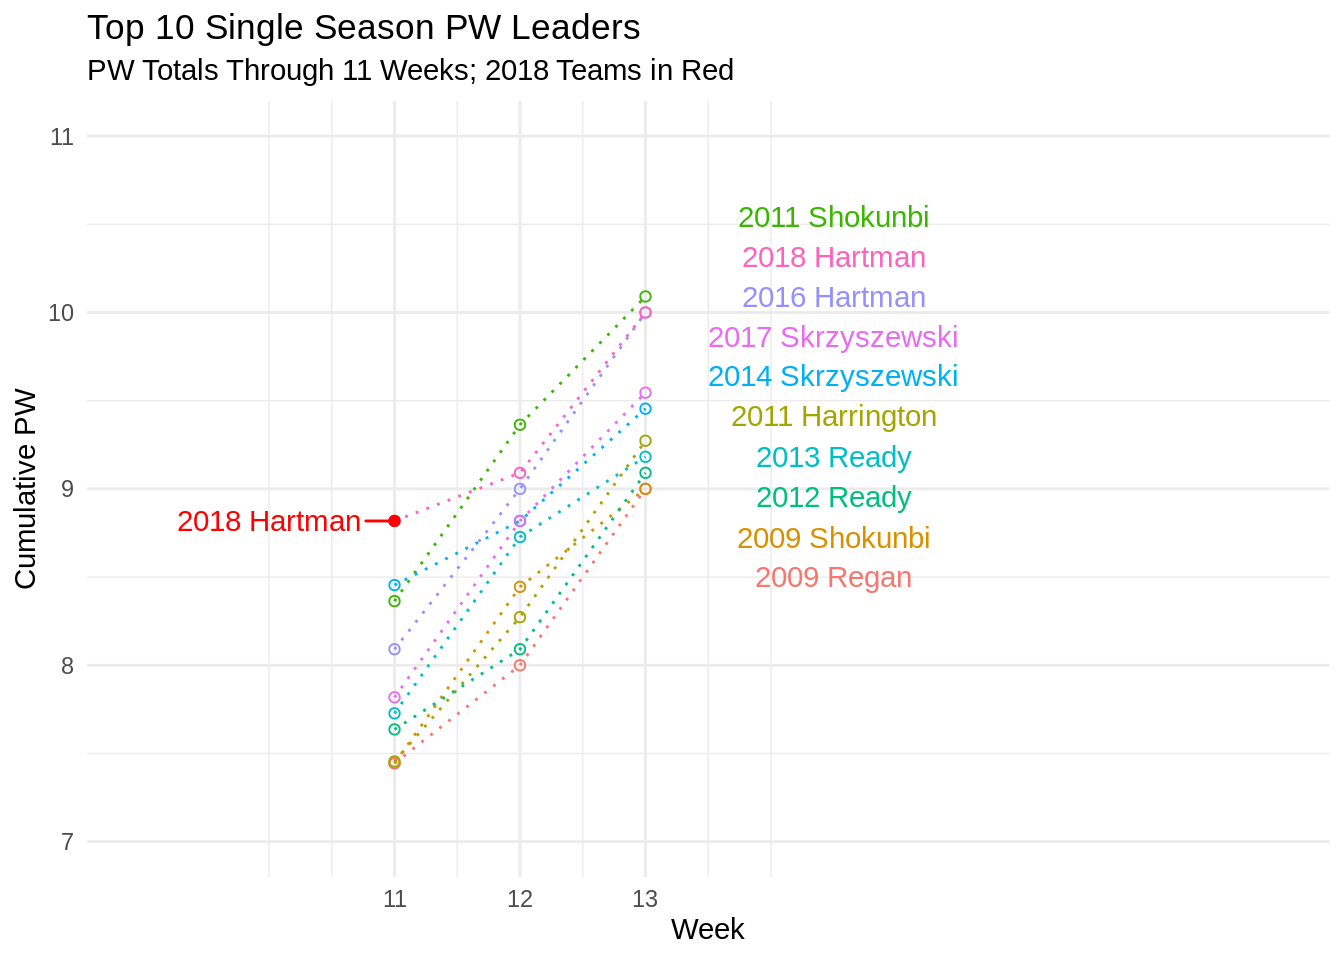 Top 10 Single Season PW Leaders
PW Totals Through 11 Weeks; 2018 Teams in Red
Cumulative PW
11
10
9
8
7
2011 Shokunbi
2018 Hartman
2016 Hartman
2017 Skrzyszewski
2014 Skrzyszewski
2011 Harrington
2013 Ready
2012 Ready
2009 Shokunbi
2009 Regan
2018 Hartman
11 12 13
Week